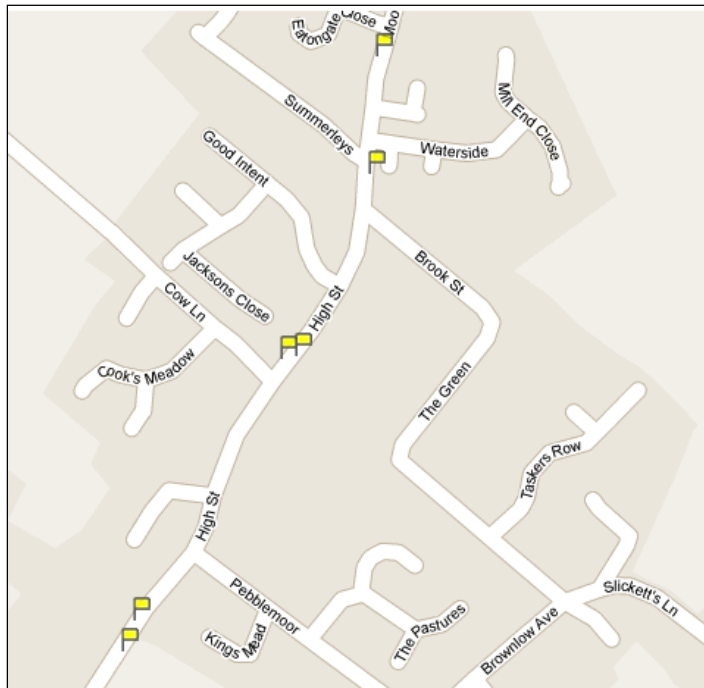 Close
Eatongate
Moo
Mill End Close
Summerleys
Waterside
Good Intent
Brook St
Jacksons Close
Cow Ln
High St
Cook's Meadow
The Green
Taskers Row
High St
Pebblemoor
Slickett's Ln
The Pastures
Kings Mead
Brownlow Ave